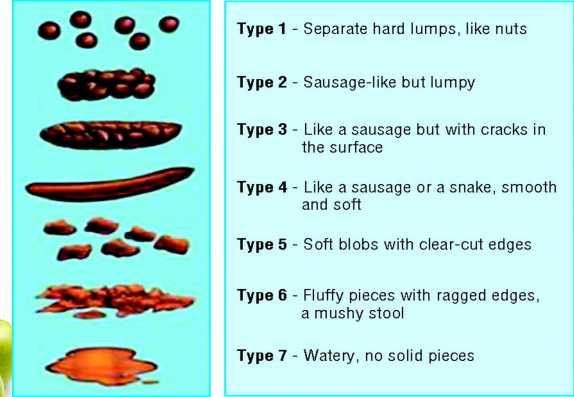 Type 1 - Separate hard lumps, like nuts
Type 2 - Sausage-like but lumpy
Type 3 - Like a sausage but with cracks in
the surface
Type 4 - Like a sausage or a snake, smooth
and soft
Type 5 - Soft blobs with clear-cut edges
Type 6 - Fluffy pieces with ragged edges,
a mushy stool
Type 7 - Watery, no solid pieces